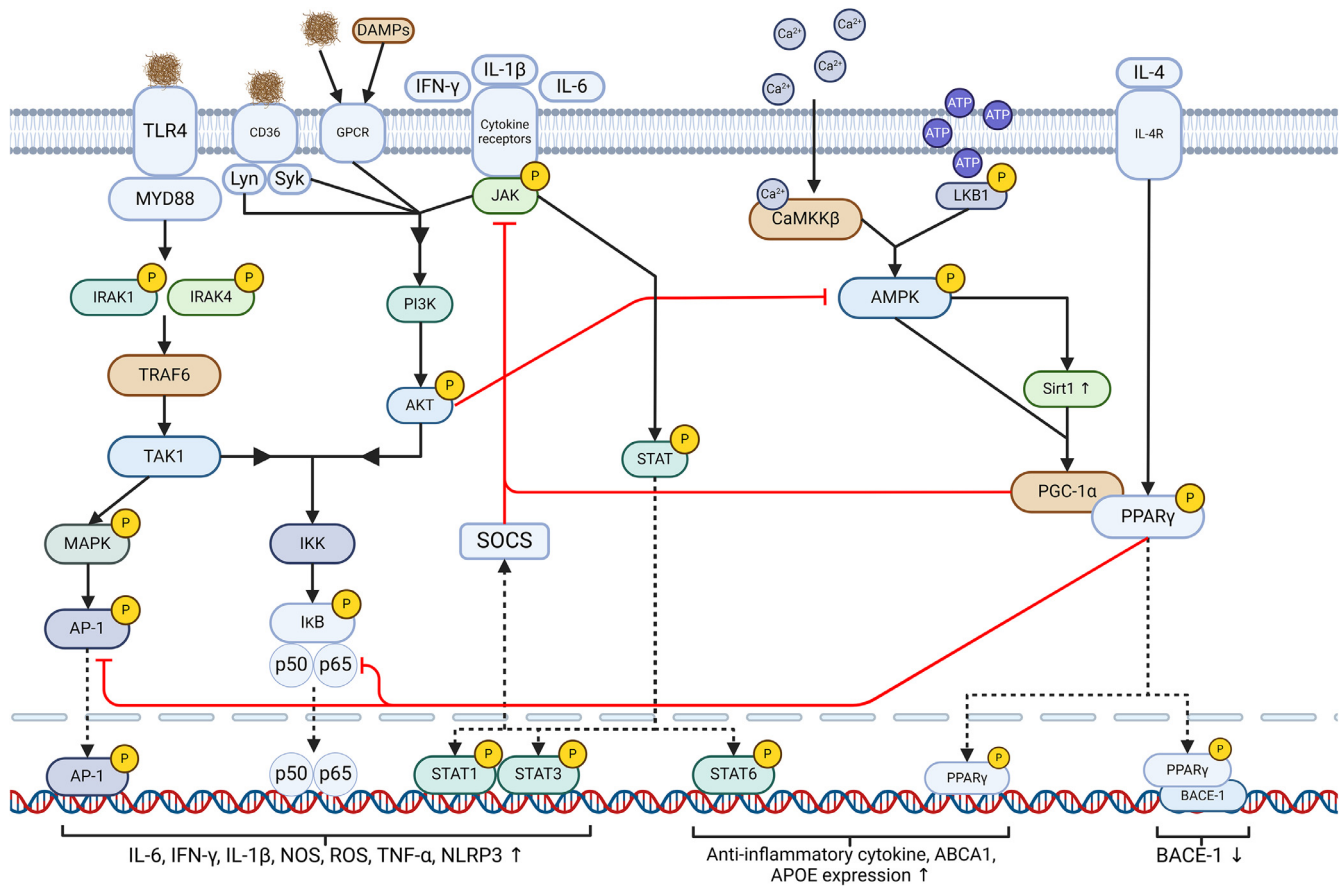 DAMPs
IFN-γ
IL-1β
IL-6
Ca²⁺
Ca²⁺
Ca²⁺
Ca²⁺
ATP
ATP
ATP
ATP
IL-4
TLR4
CD36
GPCR
Cytokine
receptors
IL-4R
Lyn
Syk
MYD88
JAK
P
Ca²⁺
CaMKKβ
LKB1
P
IRAK1
P
IRAK4
P
PI3K
AMPK
P
TRAF6
AKT
P
Sirt1 ↑
TAK1
STAT
P
PGC-1α
PPARγ
P
MAPK
P
IKK
SOCS
AP-1
P
IκB
P
p50
p65
AP-1
P
p50
p65
STAT1
P
STAT3
P
STAT6
P
PPARγ
P
PPARγ
P
BACE-1
IL-6, IFN-γ, IL-1β, NOS, ROS, TNF-α, NLRP3 ↑
Anti-inflammatory cytokine, ABCA1,
APOE expression ↑
BACE-1 ↓